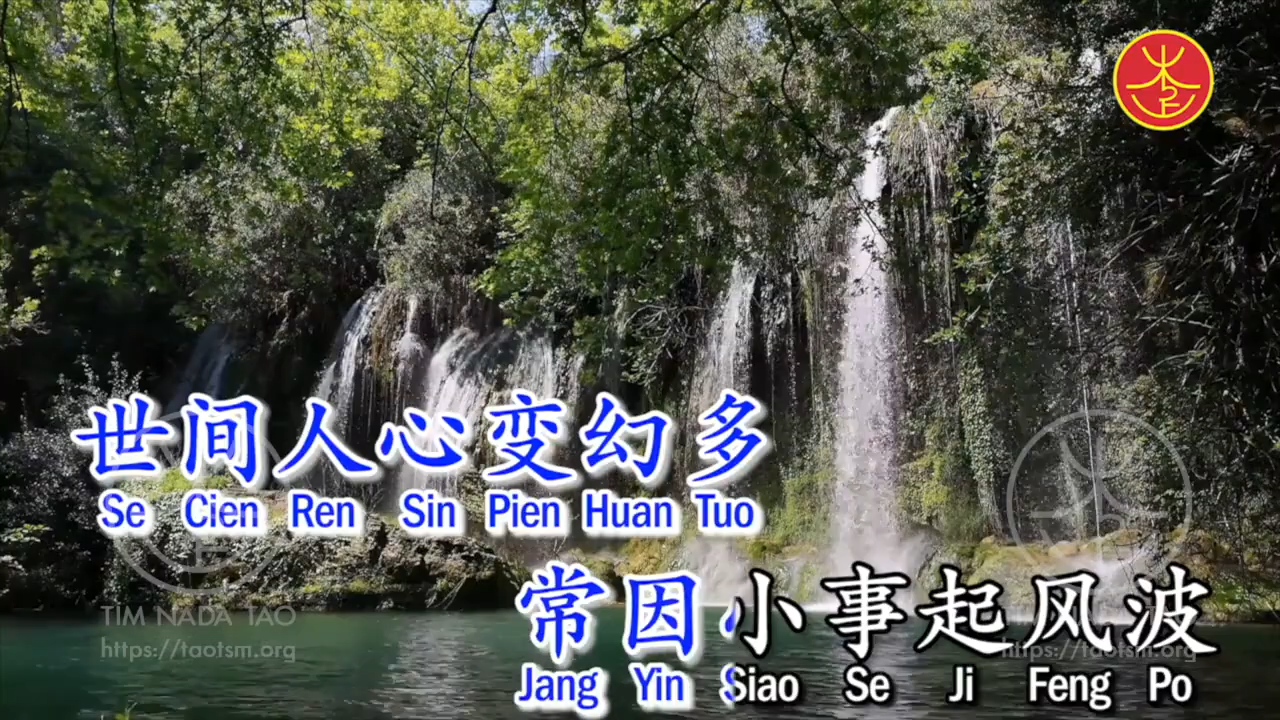 世间人心变幻多
Se Cien Ren Sin Pien Huan Tuo
常因小事起风波
Jang Yin Siao Se Ji Feng Po
TIM NADA TAO
https://taotsm.org
https://taotsm.org